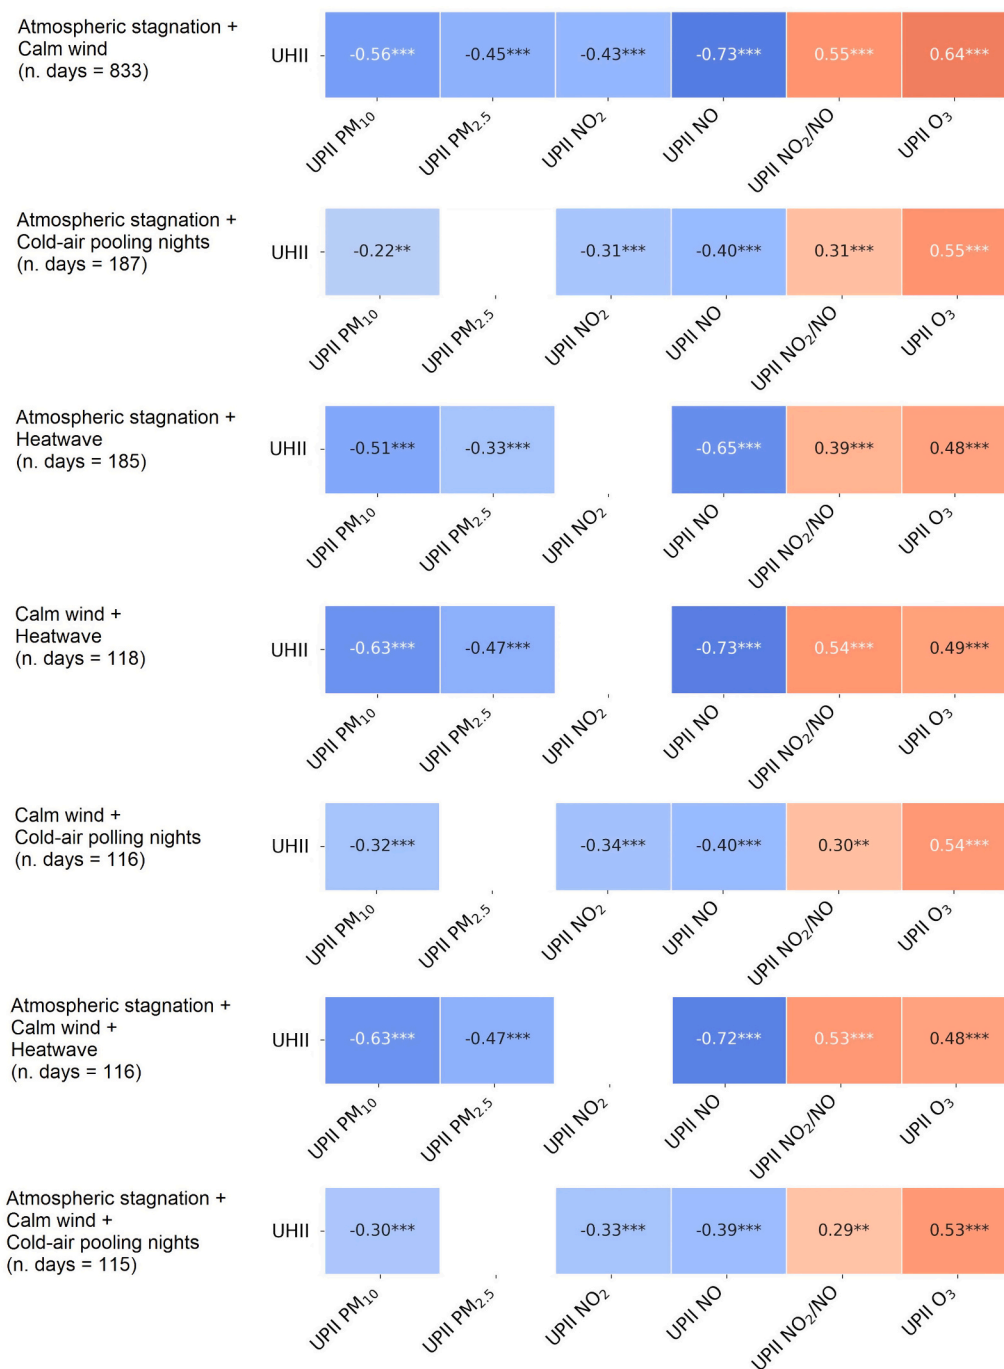 Atmospheric stagnation +
Calm wind
(n. days = 833)
UHII
-0.56*** -0.45*** -0.43*** -0.73*** 0.55*** 0.64***
UPII PM₁₀ UPII PM₂.₅ UPII NO₂ UPII NO UPII NO₂/NO UPII O₃
Atmospheric stagnation +
Cold-air pooling nights
(n. days = 187)
UHII
-0.22** -0.31*** -0.40*** 0.31*** 0.55***
UPII PM₁₀ UPII PM₂.₅ UPII NO₂ UPII NO UPII NO₂/NO UPII O₃
Atmospheric stagnation +
Heatwave
(n. days = 185)
UHII
-0.51*** -0.33*** -0.65*** 0.39*** 0.48***
UPII PM₁₀ UPII PM₂.₅ UPII NO₂ UPII NO UPII NO₂/NO UPII O₃
Calm wind +
Heatwave
(n. days = 118)
UHII
-0.63*** -0.47*** -0.73*** 0.54*** 0.49***
UPII PM₁₀ UPII PM₂.₅ UPII NO₂ UPII NO UPII NO₂/NO UPII O₃
Calm wind +
Cold-air polling nights
(n. days = 116)
UHII
-0.32*** -0.34*** -0.40*** 0.30** 0.54***
UPII PM₁₀ UPII PM₂.₅ UPII NO₂ UPII NO UPII NO₂/NO UPII O₃
Atmospheric stagnation +
Calm wind +
Heatwave
(n. days = 116)
UHII
-0.63*** -0.47*** -0.72*** 0.53*** 0.48***
UPII PM₁₀ UPII PM₂.₅ UPII NO₂ UPII NO UPII NO₂/NO UPII O₃
Atmospheric stagnation +
Calm wind +
Cold-air pooling nights
(n. days = 115)
UHII
-0.30*** -0.33*** -0.39*** 0.29** 0.53***
UPII PM₁₀ UPII PM₂.₅ UPII NO₂ UPII NO UPII NO₂/NO UPII O₃